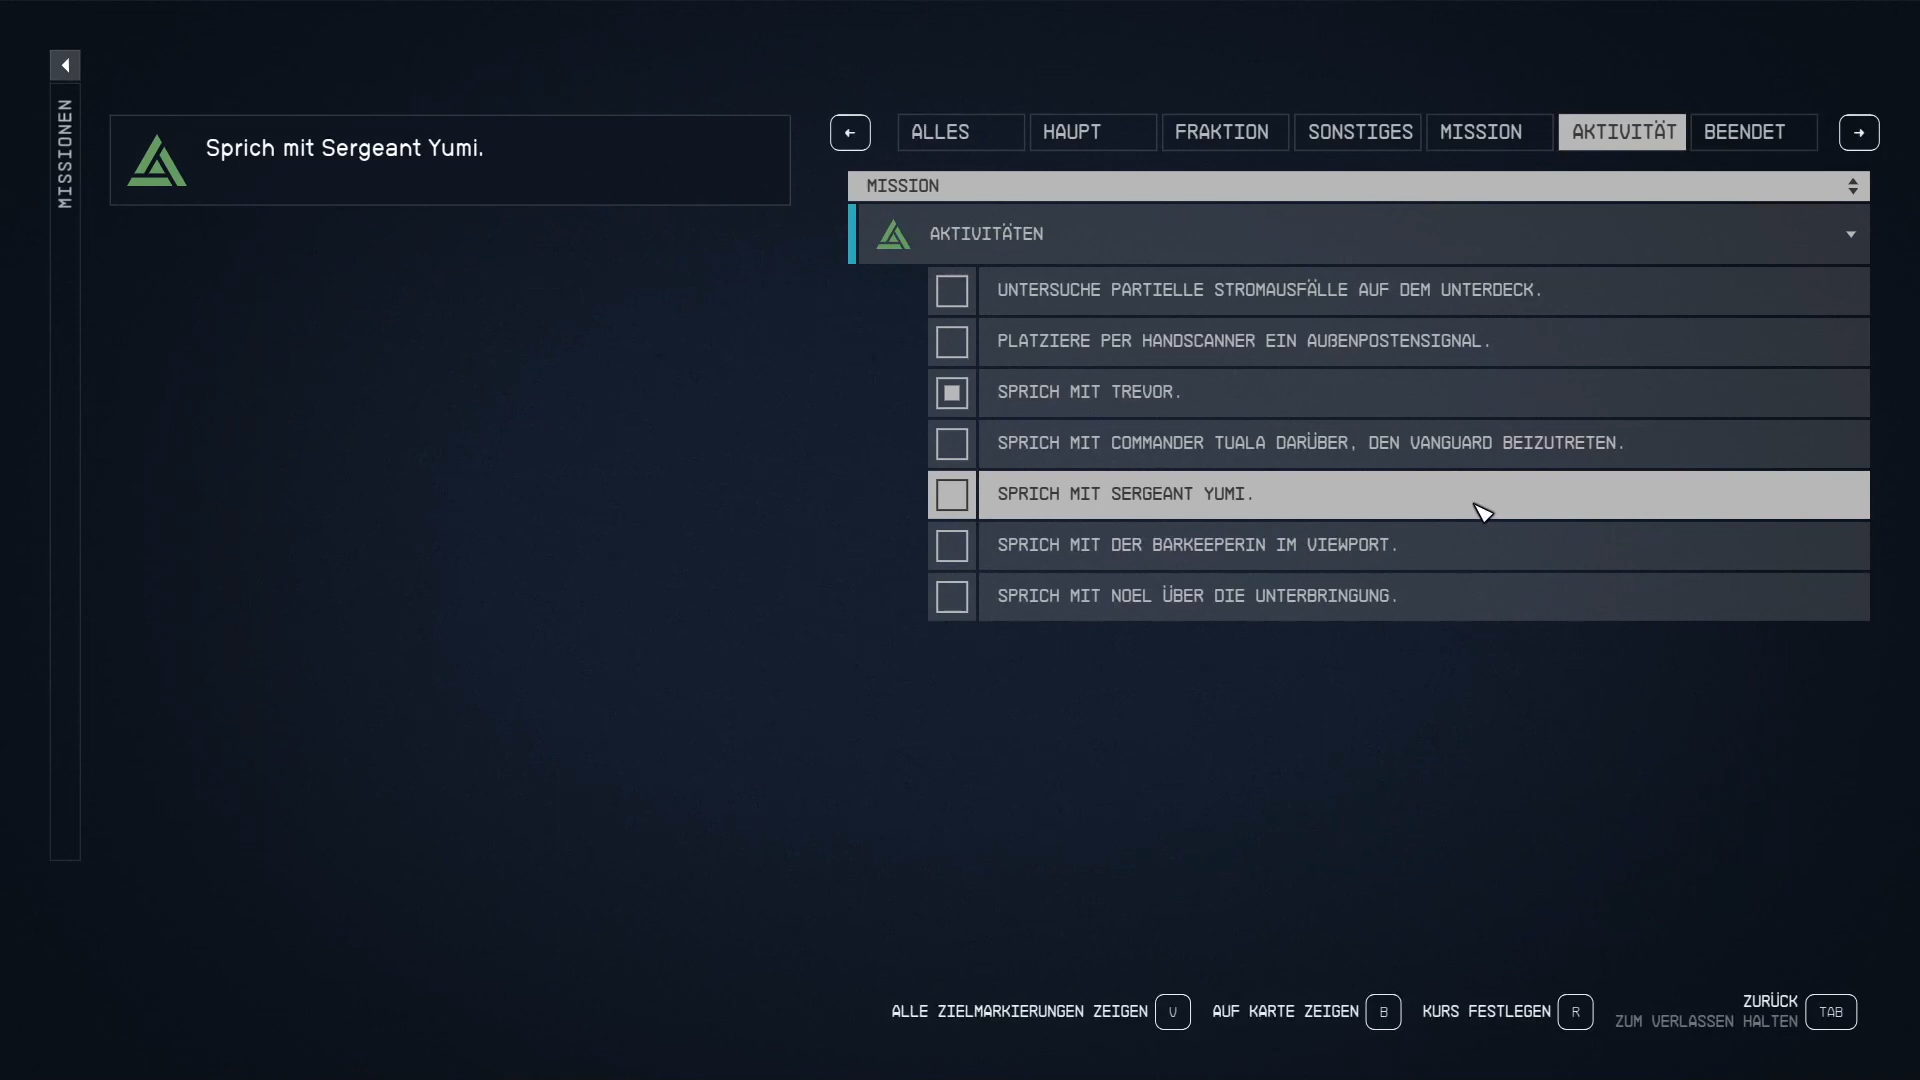 MISSIONEN
Sprich mit Sergeant Yumi.
ALLES HAUPT FRAKTION SONSTIGES MISSION AKTIVITÄT BEENDET
MISSION
AKTIVITÄTEN
UNTERSUCHE PARTIELLE STROMAUSFÄLLE AUF DEM UNTERDECK.
PLATZIERE PER HANDSCANNER EIN AUßENPOSTENSIGNAL.
SPRICH MIT TREVOR.
SPRICH MIT COMMANDER TUALA DARÜBER, DEN VANGUARD BEIZUTRETEN.
SPRICH MIT SERGEANT YUMI.
SPRICH MIT DER BARKEEPERIN IM VIEWPORT.
SPRICH MIT NOEL ÜBER DIE UNTERBRINGUNG.
ALLE ZIELMARKIERUNGEN ZEIGEN V AUF KARTE ZEIGEN B KURS FESTLEGEN R ZURÜCK TAB
ZUM VERLASSEN HALTEN